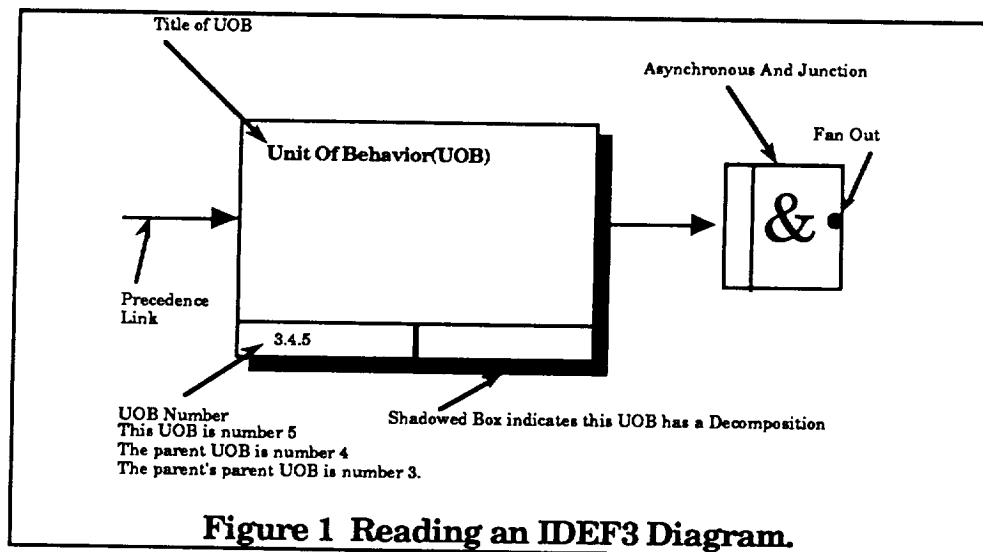 Title of UOB
Asynchronous And Junction
Fan Out
Unit Of Behavior(UOB)
&
Precedence
Link
3.4.5
UOB Number
This UOB is number 5
The parent UOB is number 4
The parent's parent UOB is number 3.
Shadowed Box indicates this UOB has a Decomposition
Figure 1 Reading an IDEF3 Diagram.